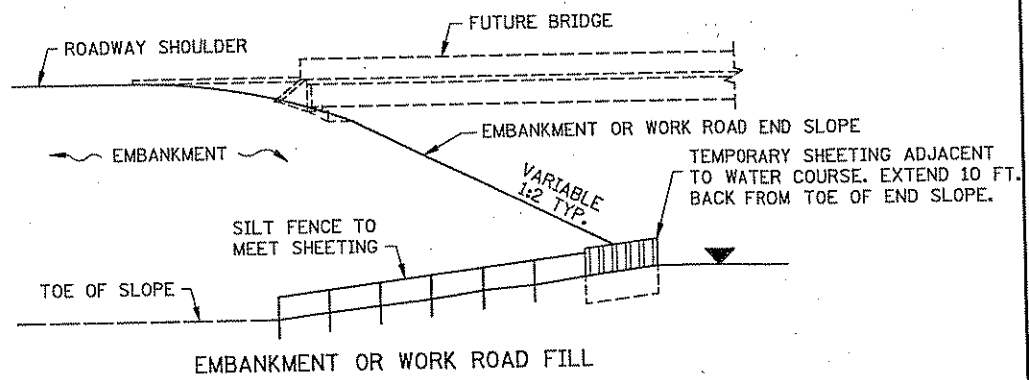 FUTURE BRIDGE
ROADWAY SHOULDER
EMBANKMENT OR WORK ROAD END SLOPE
EMBANKMENT
TEMPORARY SHEETING ADJACENT
TO WATER COURSE. EXTEND 10 FT.
BACK FROM TOE OF END SLOPE.
VARIABLE
1:2 TYP.
SILT FENCE TO
MEET SHEETING
TOE OF SLOPE
EMBANKMENT OR WORK ROAD FILL